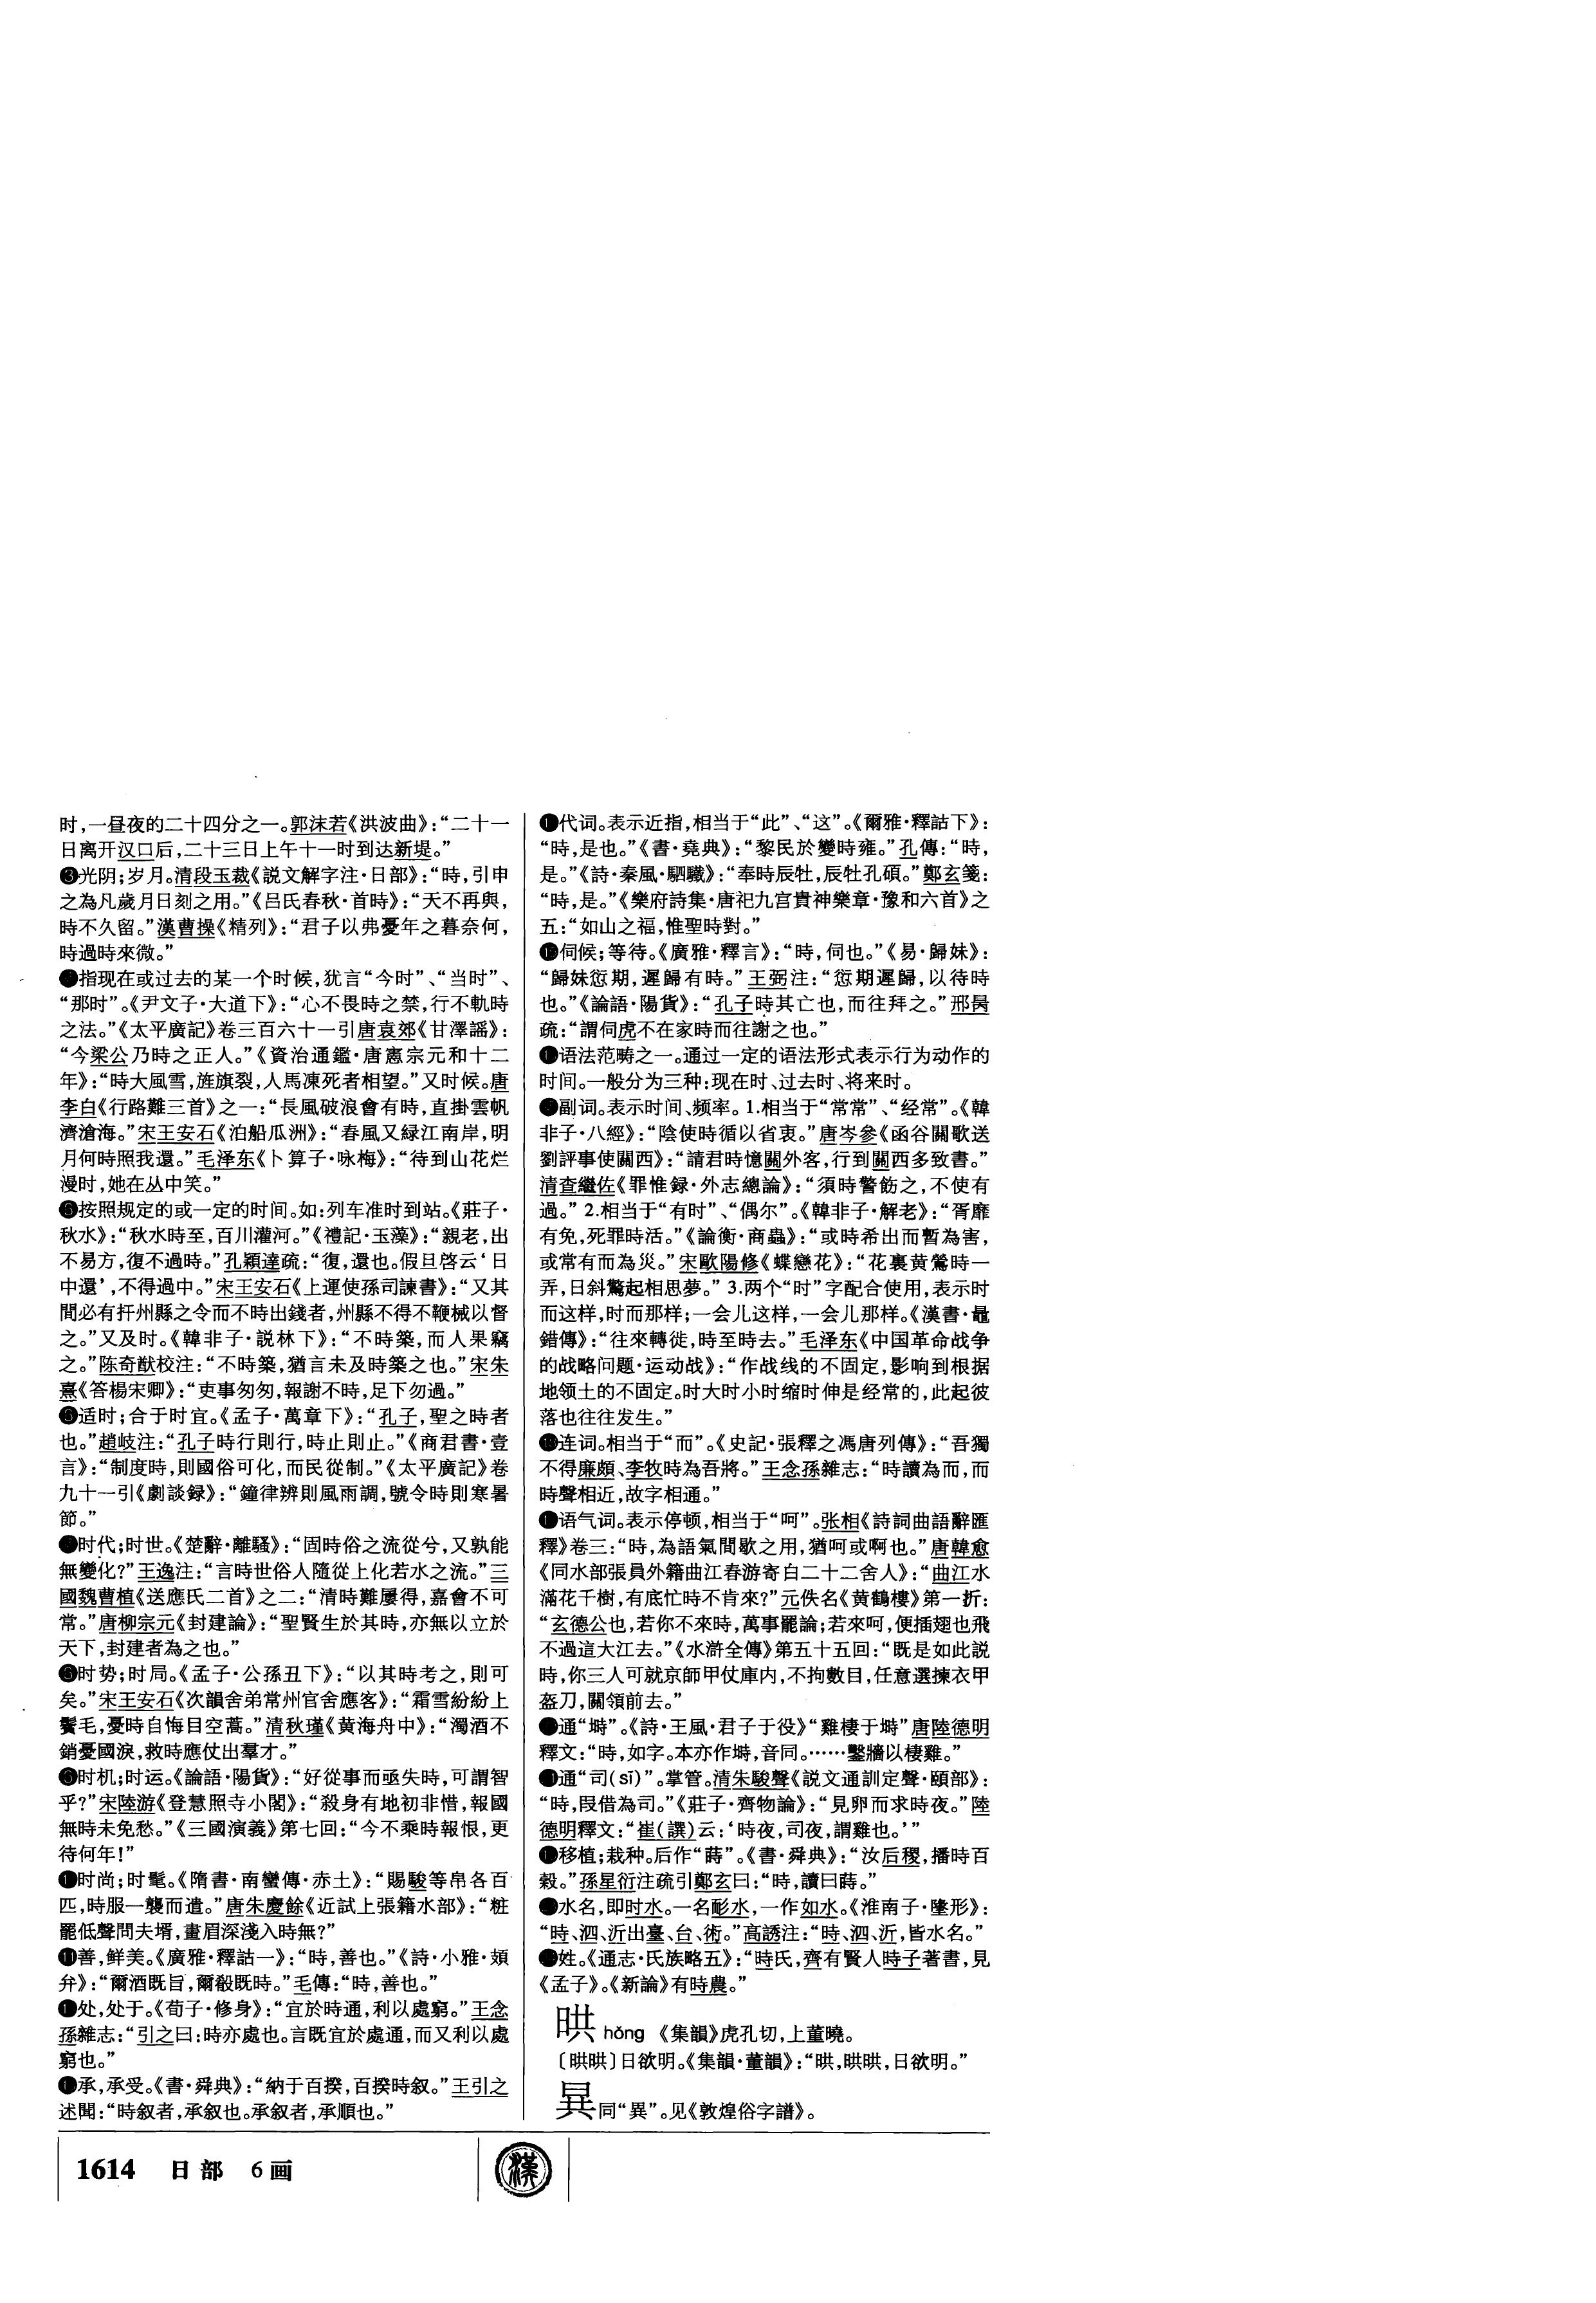 时,一昼夜的二十四分之一。郭沫若《洪波曲》:“二十一
日离开汉口后,二十三日上午十一时到达新堤。”
❸光阴;岁月。清段玉裁《説文解字注·日部》:“時,引申
之為凡歲月日刻之用。”《吕氏春秋·首時》:“天不再與,
時不久留。”漢曹操《精列》:“君子以弗憂年之暮奈何,
時過時來微。”
指现在或过去的某一个时候,犹言“今时”、“当时”、
“那时”。《尹文子·大道下》:“心不畏時之禁,行不軌時
之法。”《太平廣記》卷三百六十一引唐袁郊《甘澤謡》:
“今梁公乃時之正人。”《資治通鑑·唐憲宗元和十二
年》:“時大風雪,旌旗裂,人馬凍死者相望。”又时候。唐
李白《行路難三首》之一:“長風破浪會有時,直掛雲帆
濟滄海。”宋王安石《泊船瓜洲》:“春風又緑江南岸,明
月何時照我還。”毛泽东《卜算子·咏梅》:“待到山花烂
漫时,她在丛中笑。”
按照规定的或一定的时间。如:列车准时到站。《莊子·
秋水》:“秋水時至,百川灌河。”《禮記·玉藻》:“親老,出
不易方,復不過時。”孔穎達疏:“復,還也。假旦啓云‘日
中還’,不得過中。”宋王安石《上運使孫司諫書》:“又其
間必有扞州縣之令而不時出錢者,州縣不得不鞭械以督
之。”又及时。《韓非子·説林下》:“不時築,而人果竊
之。”陈奇猷校注:“不時築,猶言未及時築之也。”宋朱
熹《答楊宋卿》:“吏事匆匆,報謝不時,足下勿過。”
适时;合于时宜。《孟子·萬章下》:“孔子,聖之時者
也。”趙岐注:“孔子時行則行,時止則止。”《商君書·壹
言》:“制度時,則國俗可化,而民從制。”《太平廣記》卷
九十一引《劇談録》:“鐘律辨則風雨調,號令時則寒暑
節。”
时代;时世。《楚辭·離騷》:“固時俗之流從兮,又孰能
無變化?”王逸注:“言時世俗人隨從上化若水之流。”三
國魏曹植《送應氏二首》之二:“清時難屢得,嘉會不可
常。”唐柳宗元《封建論》:“聖賢生於其時,亦無以立於
天下,封建者為之也。”
时势;时局。《孟子·公孫丑下》:“以其時考之,則可
矣。”宋王安石《次韻舍弟常州官舍應客》:“霜雪紛紛上
鬢毛,憂時自悔目空蒿。”清秋瑾《黄海舟中》:“濁酒不
銷憂國淚,救時應仗出羣才。”
时机;时运。《論語·陽貨》:“好從事而亟失時,可謂智
乎?”宋陸游《登慧照寺小閣》:“殺身有地初非惜,報國
無時未免愁。”《三國演義》第七回:“今不乘時報恨,更
待何年!”
时尚;时髦。《隋書·南蠻傳·赤土》:“賜駿等帛各百
匹,時服一襲而遣。”唐朱慶餘《近試上張籍水部》:“粧
罷低聲問夫壻,畫眉深淺入時無?”
⓫善,鲜美。《廣雅·釋詁一》:“時,善也。”《詩·小雅·頍
弁》:“爾酒既旨,爾殽既時。”毛傳:“時,善也。”
处,处于。《荀子·修身》:“宜於時通,利以處窮。”王念
孫雜志:“引之曰:時亦處也。言既宜於處通,而又利以處
窮也。”
承,承受。《書·舜典》:“納于百揆,百揆時叙。”王引之
述聞:“時叙者,承叙也。承叙者,承順也。”
代词。表示近指,相当于“此”、“这”。《爾雅·釋詁下》:
“時,是也。”《書·堯典》:“黎民於變時雍。”孔傳:“時,
是。”《詩·秦風·駟驖》:“奉時辰牡,辰牡孔碩。”鄭玄箋:
“時,是。”《樂府詩集·唐祀九宫貴神樂章·豫和六首》之
五:“如山之福,惟聖時對。”
伺候;等待。《廣雅·釋言》:“時,伺也。”《易·歸妹》:
“歸妹愆期,遲歸有時。”王弼注:“愆期遲歸,以待時
也。”《論語·陽貨》:“孔子時其亡也,而往拜之。”邢昺
疏:“謂伺虎不在家時而往謝之也。”
语法范畴之一。通过一定的语法形式表示行为动作的
时间。一般分为三种:现在时、过去时、将来时。
副词。表示时间、频率。1.相当于“常常”、“经常”。《韓
非子·八經》:“陰使時循以省衷。”唐岑參《函谷關歌送
劉評事使關西》:“請君時憶關外客,行到關西多致書。”
清查繼佐《罪惟録·外志總論》:“須時警飭之,不使有
過。” 2.相当于“有时”、“偶尔”。《韓非子·解老》:“胥靡
有免,死罪時活。”《論衡·商蟲》:“或時希出而暫為害,
或常有而為災。”宋歐陽修《蝶戀花》:“花裏黄鶯時一
弄,日斜驚起相思夢。” 3.两个“时”字配合使用,表示时
而这样,时而那样;一会儿这样,一会儿那样。《漢書·鼂
錯傳》:“往來轉徙,時至時去。”毛泽东《中国革命战争
的战略问题·运动战》:“作战线的不固定,影响到根据
地领土的不固定。时大时小时缩时伸是经常的,此起彼
落也往往发生。”
连词。相当于“而”。《史記·張釋之馮唐列傳》:“吾獨
不得廉頗、李牧時為吾將。”王念孫雜志:“時讀為而,而
時聲相近,故字相通。”
语气词。表示停顿,相当于“呵”。张相《詩詞曲語辭匯
釋》卷三:“時,為語氣間歇之用,猶呵或啊也。”唐韓愈
《同水部張員外籍曲江春游寄白二十二舍人》:“曲江水
滿花千樹,有底忙時不肯來?”元佚名《黄鶴樓》第一折:
“玄德公也,若你不來時,萬事罷論;若來呵,便插翅也飛
不過這大江去。”《水滸全傳》第五十五回:“既是如此説
時,你三人可就京師甲仗庫内,不拘數目,任意選揀衣甲
盔刀,關領前去。”
通“塒”。《詩·王風·君子于役》“雞棲于塒”唐陸德明
釋文:“時,如字。本亦作塒,音同。……鑿牆以棲雞。”
通“司(sī)”。掌管。清朱駿聲《説文通訓定聲·頤部》:
“時,叚借為司。”《莊子·齊物論》:“見卵而求時夜。”陸
德明釋文:“崔(譔)云:‘時夜,司夜,謂雞也。’”
移植;栽种。后作“蒔”。《書·舜典》:“汝后稷,播時百
穀。”孫星衍注疏引鄭玄曰:“時,讀曰蒔。”
水名,即时水。一名耏水,一作如水。《淮南子·墬形》:
“時、泗、沂出臺、台、術。”高誘注:“時、泗、沂,皆水名。”
姓。《通志·氏族略五》:“時氏,齊有賢人時子著書,見
《孟子》。《新論》有時農。”
晎 hǒng 《集韻》虎孔切,上董曉。
〔晎晎〕日欲明。《集韻·董韻》:“晎,晎晎,日欲明。”
同“異”。见《敦煌俗字譜》。
1614 日部 6画
漢